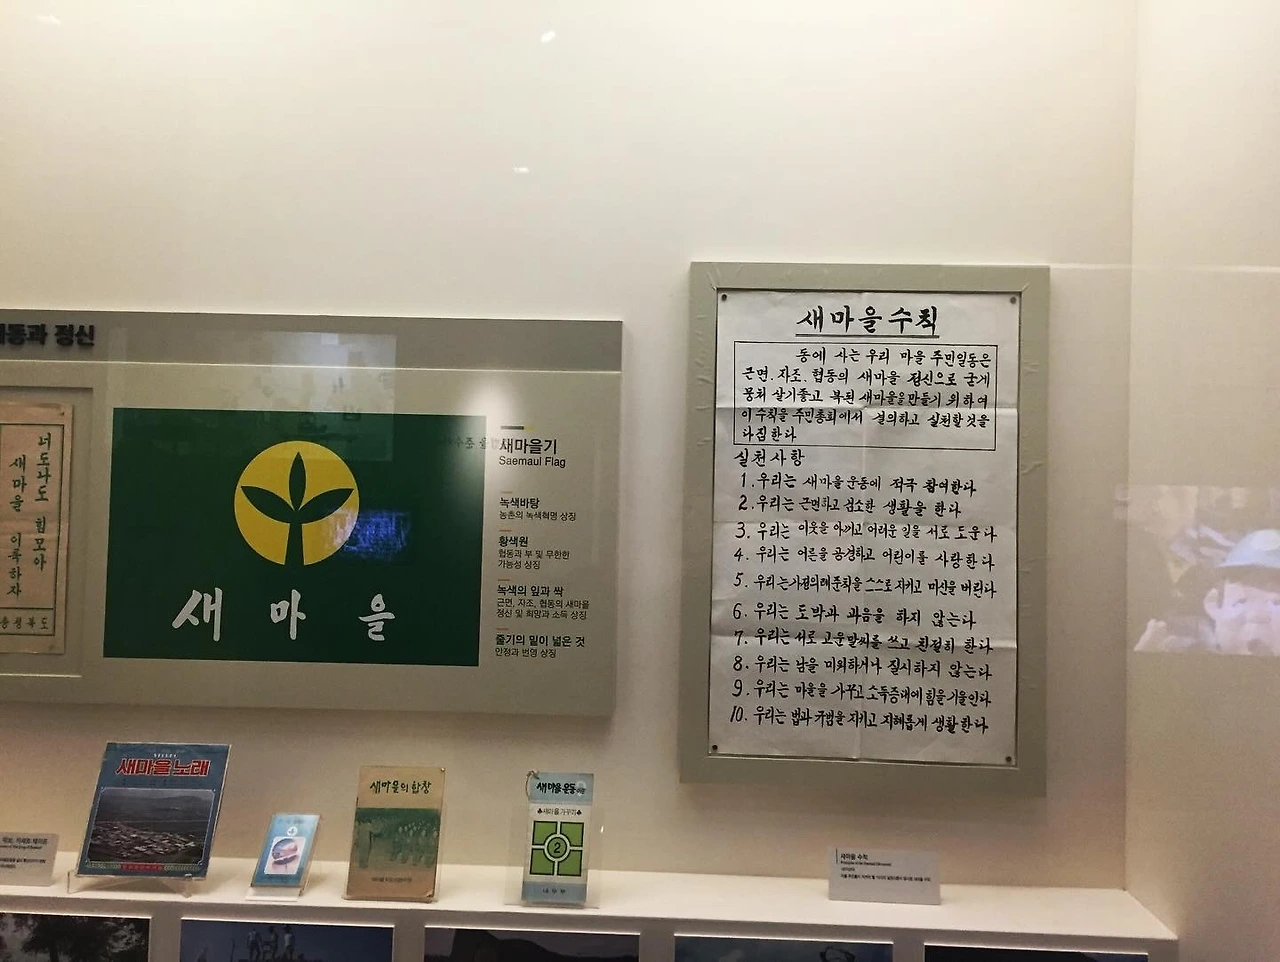 과 정신
너도나도 힘모아
새마을 이룩하자
충청북도
새마을
새마을기
Saemaul Flag
녹색바탕
농촌의 녹색혁명 상징
황색원
협동과 부 및 무한한
가능성 상징
녹색의 잎과 싹
근면, 자조, 협동의 새마을
정신 및 희망과 소득 상징
줄기의 밑이 넓은 것
안정과 번영 상징
새마을수칙
동에 사는 우리 마을 주민일동은
근면. 자조. 협동의 새마을 정신으로 굳게
뭉쳐 살기좋고 복된 새마을을 만들기 위하여
이 수칙을 주민총회에서 결의하고 실천할것을
다짐한다
실천사항
1. 우리는 새마을 운동에 적극 참여한다
2. 우리는 근면하고 검소한 생활을 한다
3. 우리는 이웃을 아끼고 어려운 일을 서로 도운다
4. 우리는 어른을 공경하고 어린이를 사랑한다
5. 우리는 가정의례준칙을 스스로 지키고 미신을 버린다
6. 우리는 도박과 과음을 하지 않는다
7. 우리는 서로 고운말씨를 쓰고 친절히 한다
8. 우리는 남을 미워하거나 질시하지 않는다
9. 우리는 마을을 가꾸고 소득증대에 힘을 기울인다
10. 우리는 법과 규범을 지키고 지혜롭게 생활한다
새마을노래
새마을의 합창
새마을운동
새마을가꾸기
2
내무부
새마을 수칙